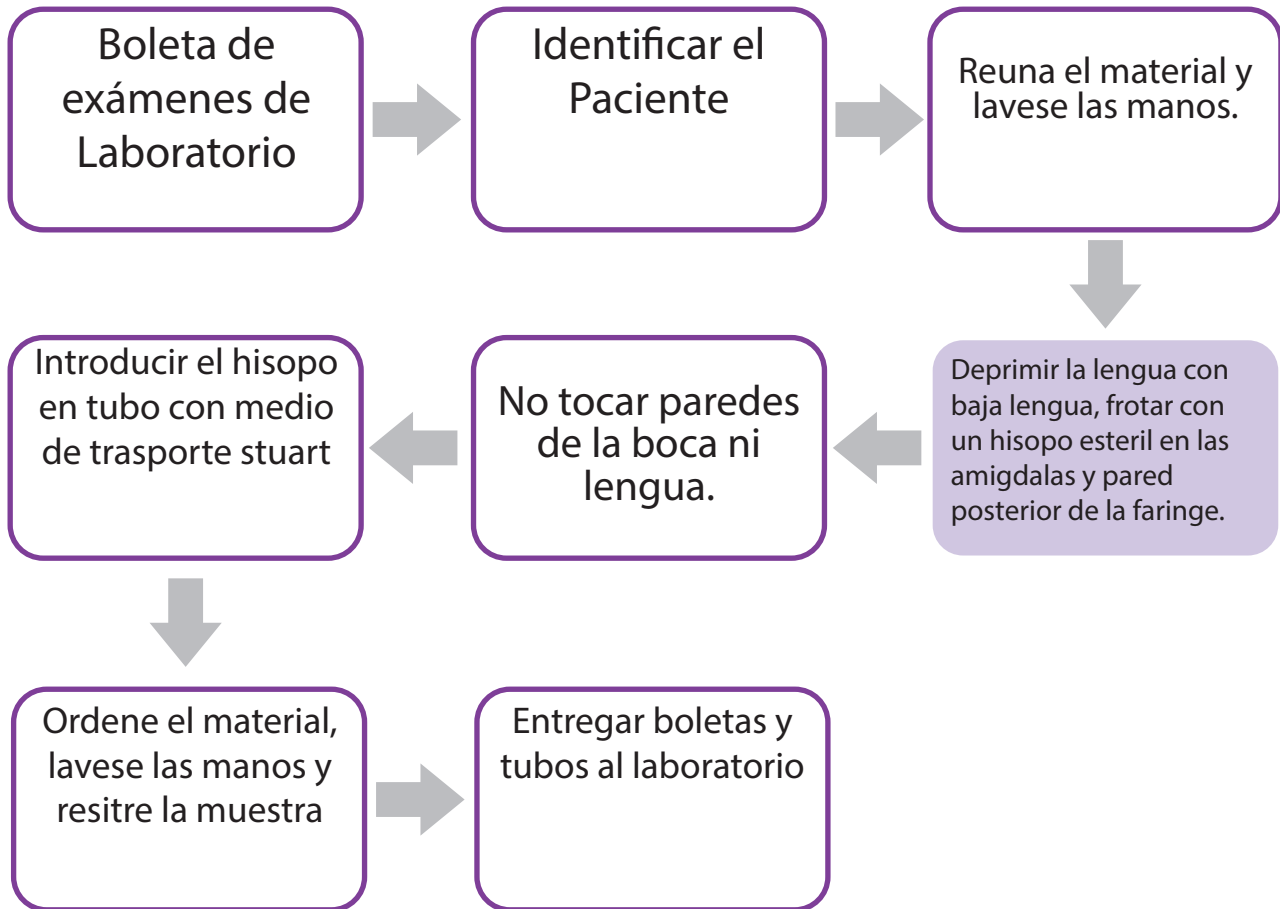 Boleta de
exámenes de
Laboratorio
Identificar el
Paciente
Reuna el material y
lavese las manos.
Deprimir la lengua con
baja lengua, frotar con
un hisopo esteril en las
amigdalas y pared
posterior de la faringe.
No tocar paredes
de la boca ni
lengua.
Introducir el hisopo
en tubo con medio
de trasporte stuart
Ordene el material,
lavese las manos y
resitre la muestra
Entregar boletas y
tubos al laboratorio